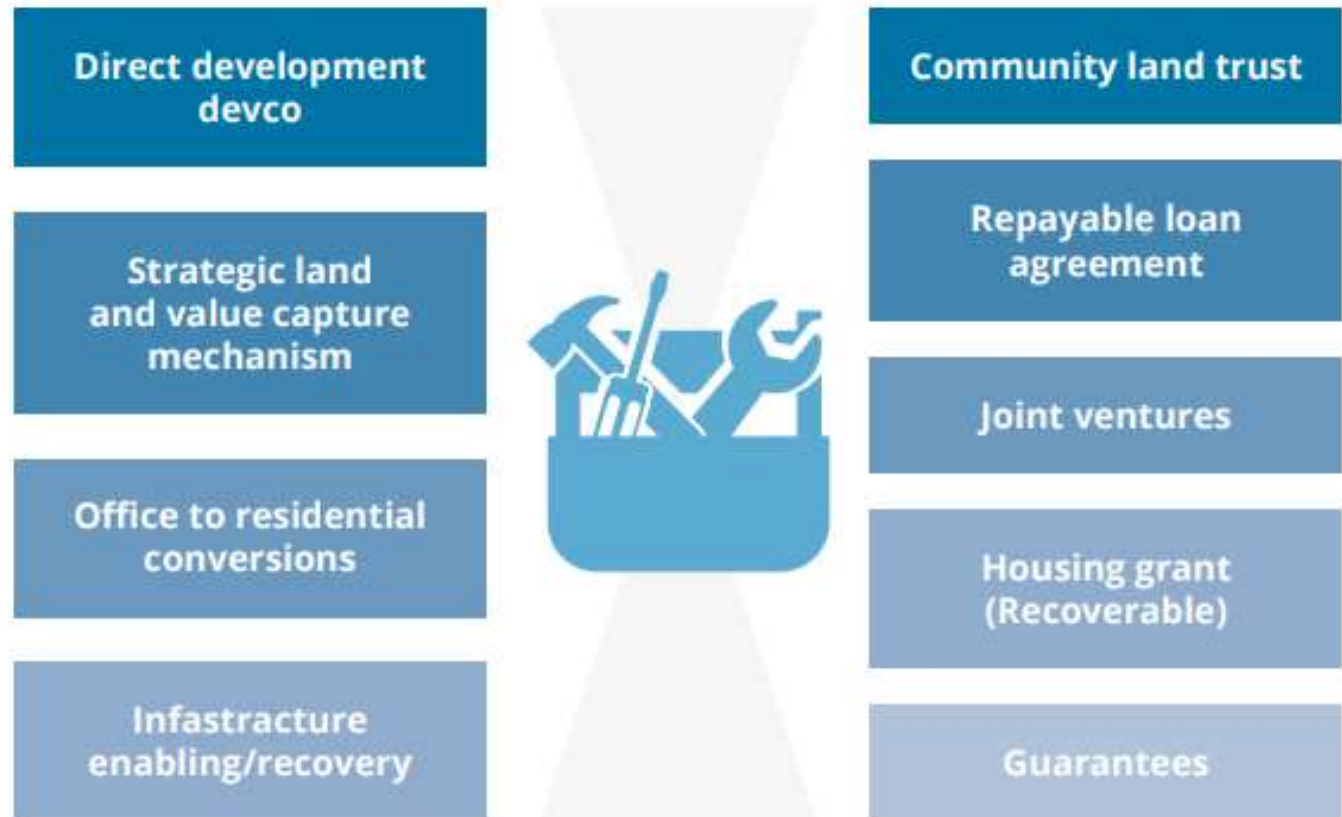 Direct development
devco
Strategic land
and value capture
mechanism
Office to residential
conversions
Infastracture
enabling/recovery
Community land trust
Repayable loan
agreement
Joint ventures
Housing grant
(Recoverable)
Guarantees